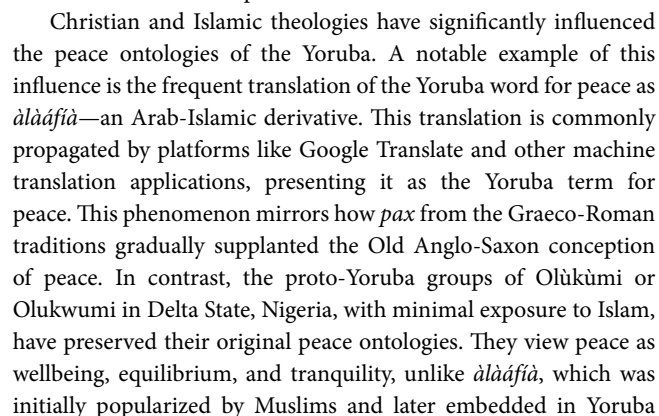 Christian and Islamic theologies have significantly influenced
the peace ontologies of the Yoruba. A notable example of this
influence is the frequent translation of the Yoruba word for peace as
àlàáfíà—an Arab-Islamic derivative. This translation is commonly
propagated by platforms like Google Translate and other machine
translation applications, presenting it as the Yoruba term for
peace. This phenomenon mirrors how pax from the Graeco-Roman
traditions gradually supplanted the Old Anglo-Saxon conception
of peace. In contrast, the proto-Yoruba groups of Olùkùmi or
Olukwumi in Delta State, Nigeria, with minimal exposure to Islam,
have preserved their original peace ontologies. They view peace as
wellbeing, equilibrium, and tranquility, unlike àlàáfíà, which was
initially popularized by Muslims and later embedded in Yoruba